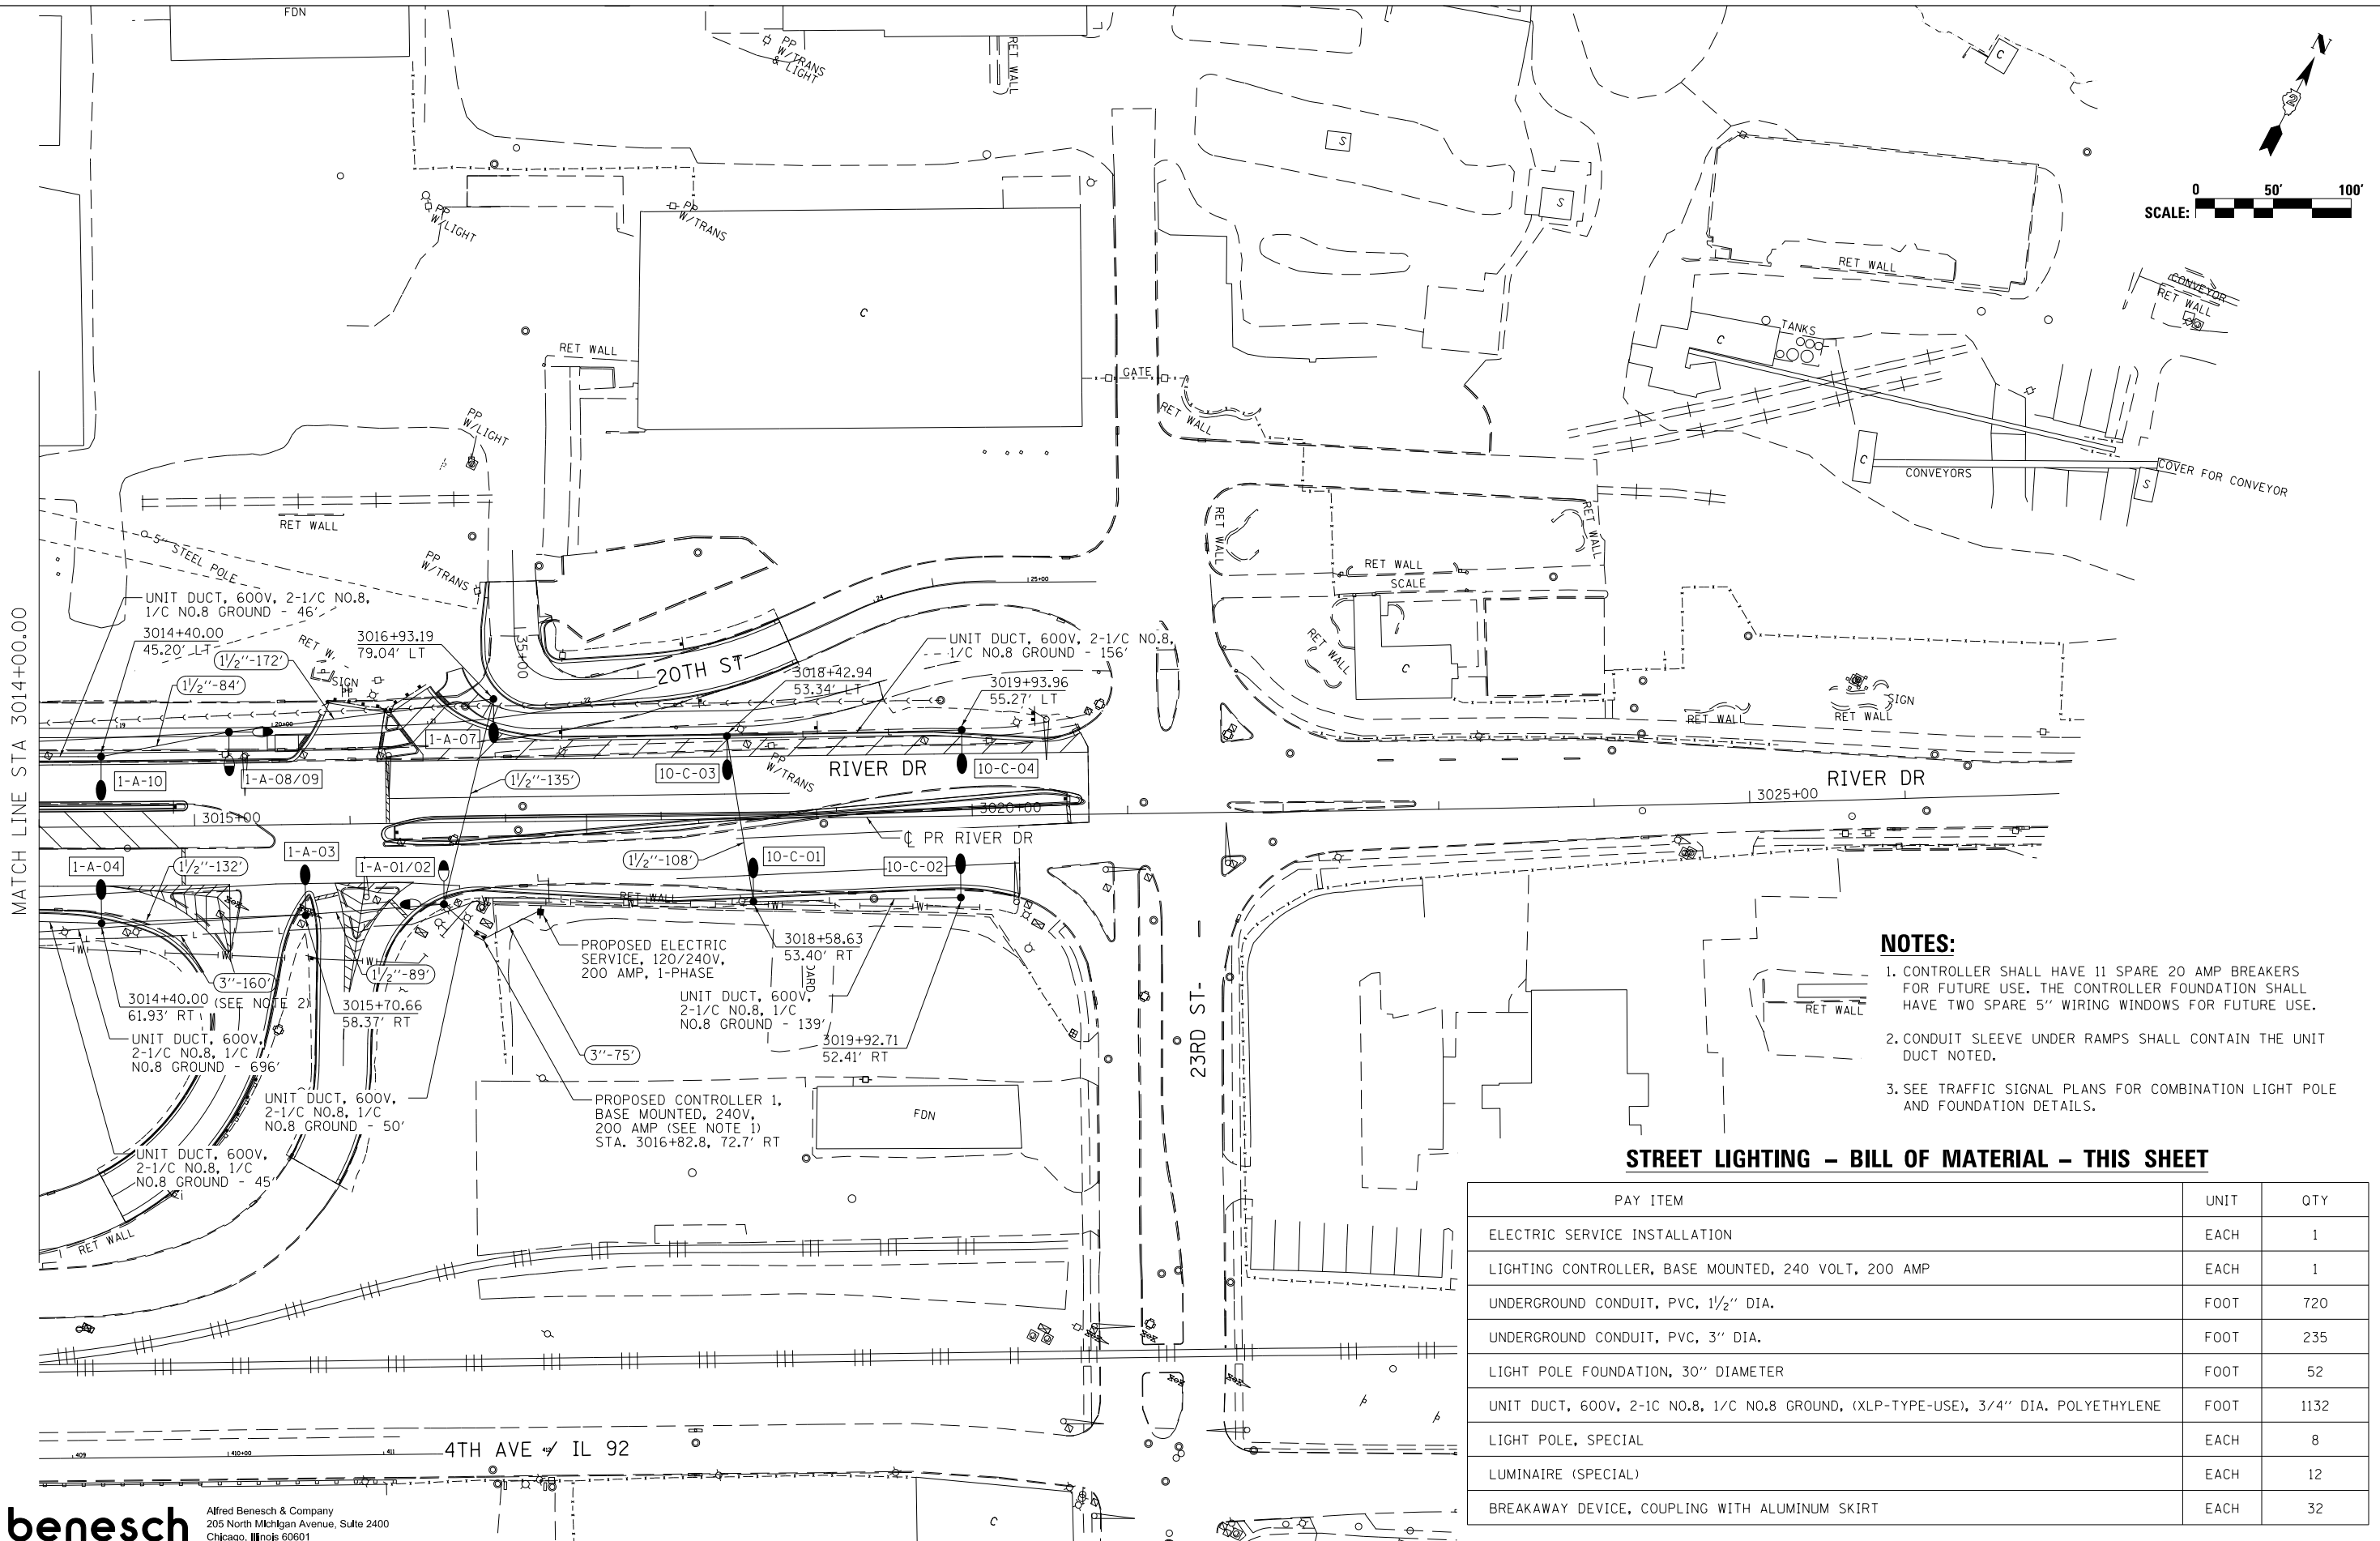 FDN
PP
W/TRANS
& LIGHT
RET WALL
C
N
2
0 50' 100'
SCALE:
S
S
PP
W/LIGHT
PP
W/TRANS
C
RET WALL
CONVEYOR
RET WALL
TANKS
C
RET WALL
GATE
RET WALL
PP
W/LIGHT
C
CONVEYORS
COVER FOR CONVEYOR
S
RET WALL
RET WALL
RET WALL
5" STEEL POLE
PP
W/TRANS
RET WALL
SCALE
25+00
24
MATCH LINE STA 3014+00.00
UNIT DUCT, 600V, 2-1/C NO.8,
1/C NO.8 GROUND - 46'
3014+40.00
45.20' LT
RET W.
3016+93.19
79.04' LT
35+00
20TH ST
UNIT DUCT, 600V, 2-1/C NO.8,
1/C NO.8 GROUND - 156'
RET WALL
C
1½"-172'
1½"-84'
SIGN
PP
3018+42.94
53.34' LT
3019+93.96
55.27' LT
SIGN
RET WALL
RET WALL
19
20+00
21
22
1-A-07
1-A-10
1-A-08/09
1½"-135'
10-C-03
PP
W/TRANS
RIVER DR
10-C-04
RIVER DR
3015+00
3020+00
3025+00
℄ PR RIVER DR
1-A-04
1½"-132'
1-A-03
1-A-01/02
1½"-108'
10-C-01
10-C-02
RET WALL
3"-160'
1½"-89'
PROPOSED ELECTRIC
SERVICE, 120/240V,
200 AMP, 1-PHASE
3018+58.63
53.40' RT
3014+40.00 (SEE NOTE 2)
61.93' RT
3015+70.66
58.37' RT
UNIT DUCT, 600V,
2-1/C NO.8, 1/C
NO.8 GROUND - 139'
3019+92.71
52.41' RT
UNIT DUCT, 600V,
2-1/C NO.8, 1/C
NO.8 GROUND - 696'
3"-75'
23RD ST
UNIT DUCT, 600V,
2-1/C NO.8, 1/C
NO.8 GROUND - 50'
PROPOSED CONTROLLER 1,
BASE MOUNTED, 240V,
200 AMP (SEE NOTE 1)
STA. 3016+82.8, 72.7' RT
FDN
UNIT DUCT, 600V,
2-1/C NO.8, 1/C
NO.8 GROUND - 45'
RET WALL
RET WALL
NOTES:
1. CONTROLLER SHALL HAVE 11 SPARE 20 AMP BREAKERS
FOR FUTURE USE. THE CONTROLLER FOUNDATION SHALL
HAVE TWO SPARE 5" WIRING WINDOWS FOR FUTURE USE.
2. CONDUIT SLEEVE UNDER RAMPS SHALL CONTAIN THE UNIT
DUCT NOTED.
3. SEE TRAFFIC SIGNAL PLANS FOR COMBINATION LIGHT POLE
AND FOUNDATION DETAILS.
STREET LIGHTING – BILL OF MATERIAL – THIS SHEET
PAY ITEM UNIT QTY
ELECTRIC SERVICE INSTALLATION EACH 1
LIGHTING CONTROLLER, BASE MOUNTED, 240 VOLT, 200 AMP EACH 1
UNDERGROUND CONDUIT, PVC, 1½" DIA. FOOT 720
UNDERGROUND CONDUIT, PVC, 3" DIA. FOOT 235
LIGHT POLE FOUNDATION, 30" DIAMETER FOOT 52
UNIT DUCT, 600V, 2-1C NO.8, 1/C NO.8 GROUND, (XLP-TYPE-USE), 3/4" DIA. POLYETHYLENE FOOT 1132
LIGHT POLE, SPECIAL EACH 8
LUMINAIRE (SPECIAL) EACH 12
BREAKAWAY DEVICE, COUPLING WITH ALUMINUM SKIRT EACH 32
409
410+00
411
4TH AVE / IL 92
C
benesch
Alfred Benesch & Company
205 North Michigan Avenue, Suite 2400
Chicago, Illinois 60601